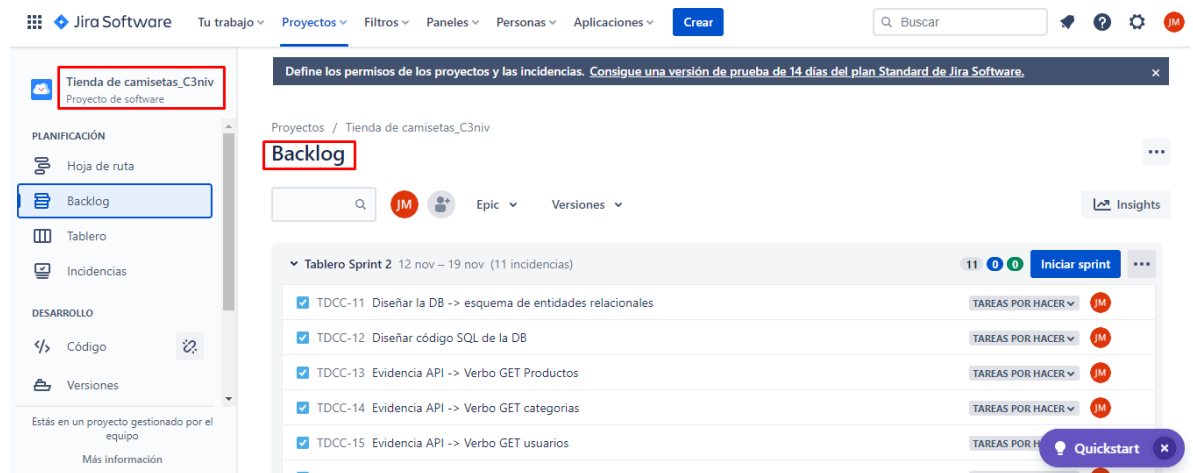 Jira Software Tu trabajo Proyectos Filtros Paneles Personas Aplicaciones Crear Buscar JM
Define los permisos de los proyectos y las incidencias. Consigue una versión de prueba de 14 días del plan Standard de Jira Software. x
Tienda de camisetas_C3niv
Proyecto de software
PLANIFICACIÓN
Hoja de ruta
Backlog
Tablero
Incidencias
DESARROLLO
Código
Versiones
Estás en un proyecto gestionado por el
equipo
Más información
Proyectos / Tienda de camisetas_C3niv
Backlog
JM Epic Versiones Insights
Tablero Sprint 2 12 nov – 19 nov (11 incidencias) 11 0 0 Iniciar sprint
TDCC-11 Diseñar la DB -> esquema de entidades relacionales TAREAS POR HACER JM
TDCC-12 Diseñar código SQL de la DB TAREAS POR HACER JM
TDCC-13 Evidencia API -> Verbo GET Productos TAREAS POR HACER JM
TDCC-14 Evidencia API -> Verbo GET categorias TAREAS POR HACER JM
TDCC-15 Evidencia API -> Verbo GET usuarios TAREAS POR H
Quickstart x